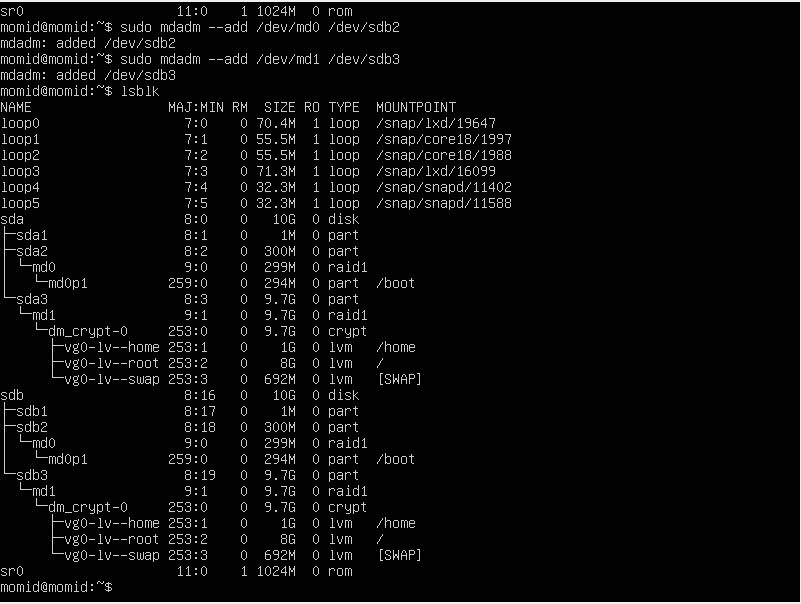 sr0                   11:0    1 1024M  0 rom
momid@momid:~$ sudo mdadm --add /dev/md0 /dev/sdb2
mdadm: added /dev/sdb2
momid@momid:~$ sudo mdadm --add /dev/md1 /dev/sdb3
mdadm: added /dev/sdb3
momid@momid:~$ lsblk
NAME                 MAJ:MIN RM   SIZE RO TYPE  MOUNTPOINT
loop0                  7:0    0  70.4M  1 loop  /snap/lxd/19647
loop1                  7:1    0  55.5M  1 loop  /snap/core18/1997
loop2                  7:2    0  55.5M  1 loop  /snap/core18/1988
loop3                  7:3    0  71.3M  1 loop  /snap/lxd/16099
loop4                  7:4    0  32.3M  1 loop  /snap/snapd/11402
loop5                  7:5    0  32.3M  1 loop  /snap/snapd/11588
sda                    8:0    0    10G  0 disk
├─sda1                 8:1    0     1M  0 part
├─sda2                 8:2    0   300M  0 part
│ └─md0                9:0    0   299M  0 raid1
│   └─md0p1          259:0    0   294M  0 part  /boot
└─sda3                 8:3    0   9.7G  0 part
  └─md1                9:1    0   9.7G  0 raid1
    └─dm_crypt-0     253:0    0   9.7G  0 crypt
      ├─vg0-lv--home 253:1    0     1G  0 lvm   /home
      ├─vg0-lv--root 253:2    0     8G  0 lvm   /
      └─vg0-lv--swap 253:3    0   692M  0 lvm   [SWAP]
sdb                    8:16   0    10G  0 disk
├─sdb1                 8:17   0     1M  0 part
├─sdb2                 8:18   0   300M  0 part
│ └─md0                9:0    0   299M  0 raid1
│   └─md0p1          259:0    0   294M  0 part  /boot
└─sdb3                 8:19   0   9.7G  0 part
  └─md1                9:1    0   9.7G  0 raid1
    └─dm_crypt-0     253:0    0   9.7G  0 crypt
      ├─vg0-lv--home 253:1    0     1G  0 lvm   /home
      ├─vg0-lv--root 253:2    0     8G  0 lvm   /
      └─vg0-lv--swap 253:3    0   692M  0 lvm   [SWAP]
sr0                   11:0    1 1024M  0 rom
momid@momid:~$